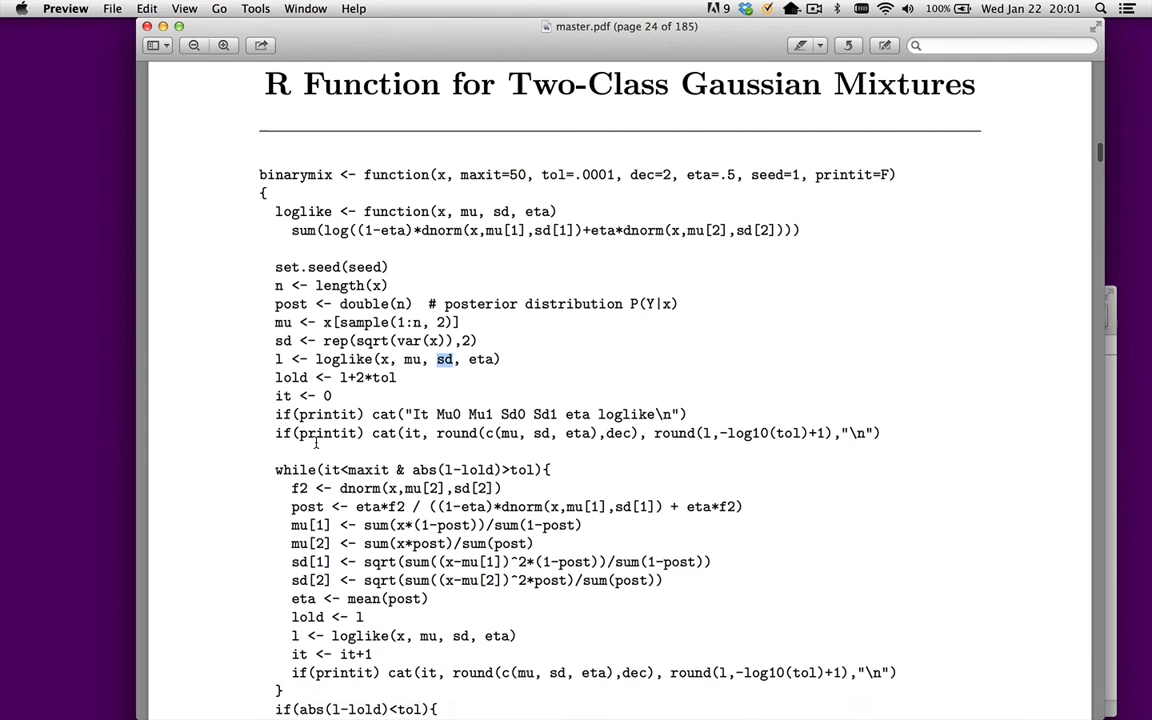 Preview File Edit View Go Tools Window Help 9 100% Wed Jan 22 20:01
master.pdf (page 24 of 185)
R Function for Two-Class Gaussian Mixtures
binarymix <- function(x, maxit=50, tol=.0001, dec=2, eta=.5, seed=1, printit=F)
{
loglike <- function(x, mu, sd, eta)
sum(log((1-eta)*dnorm(x,mu[1],sd[1])+eta*dnorm(x,mu[2],sd[2])))
set.seed(seed)
n <- length(x)
post <- double(n) # posterior distribution P(Y|x)
mu <- x[sample(1:n, 2)]
sd <- rep(sqrt(var(x)),2)
l <- loglike(x, mu, sd, eta)
lold <- l+2*tol
it <- 0
if(printit) cat("It Mu0 Mu1 Sd0 Sd1 eta loglike\n")
if(printit) cat(it, round(c(mu, sd, eta),dec), round(l,-log10(tol)+1),"\n")
while(it<maxit & abs(l-lold)>tol){
f2 <- dnorm(x,mu[2],sd[2])
post <- eta*f2 / ((1-eta)*dnorm(x,mu[1],sd[1]) + eta*f2)
mu[1] <- sum(x*(1-post))/sum(1-post)
mu[2] <- sum(x*post)/sum(post)
sd[1] <- sqrt(sum((x-mu[1])^2*(1-post))/sum(1-post))
sd[2] <- sqrt(sum((x-mu[2])^2*post)/sum(post))
eta <- mean(post)
lold <- l
l <- loglike(x, mu, sd, eta)
it <- it+1
if(printit) cat(it, round(c(mu, sd, eta),dec), round(l,-log10(tol)+1),"\n")
}
if(abs(l-lold)<tol){